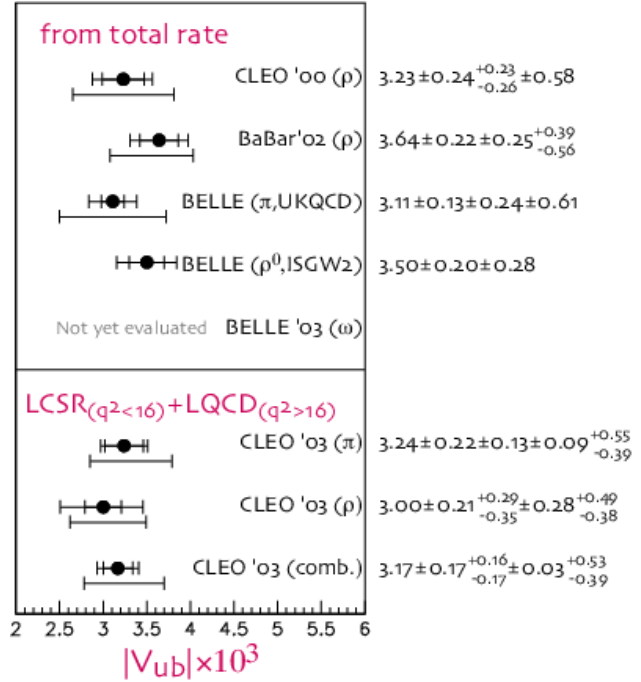 from total rate
CLEO '00 (ρ) 3.23±0.24+0.23-0.26±0.58
BaBar'02 (ρ) 3.64±0.22±0.25+0.39-0.56
BELLE (π,UKQCD) 3.11±0.13±0.24±0.61
BELLE (ρ⁰,ISGW2) 3.50±0.20±0.28
Not yet evaluated BELLE '03 (ω)
LCSR(q²<16)+LQCD(q²>16)
CLEO '03 (π) 3.24±0.22±0.13±0.09+0.55-0.39
CLEO '03 (ρ) 3.00±0.21+0.29-0.35±0.28+0.49-0.38
CLEO '03 (comb.) 3.17±0.17+0.16-0.17±0.03+0.53-0.39
2 2.5 3 3.5 4 4.5 5 5.5 6
|Vub|×10³